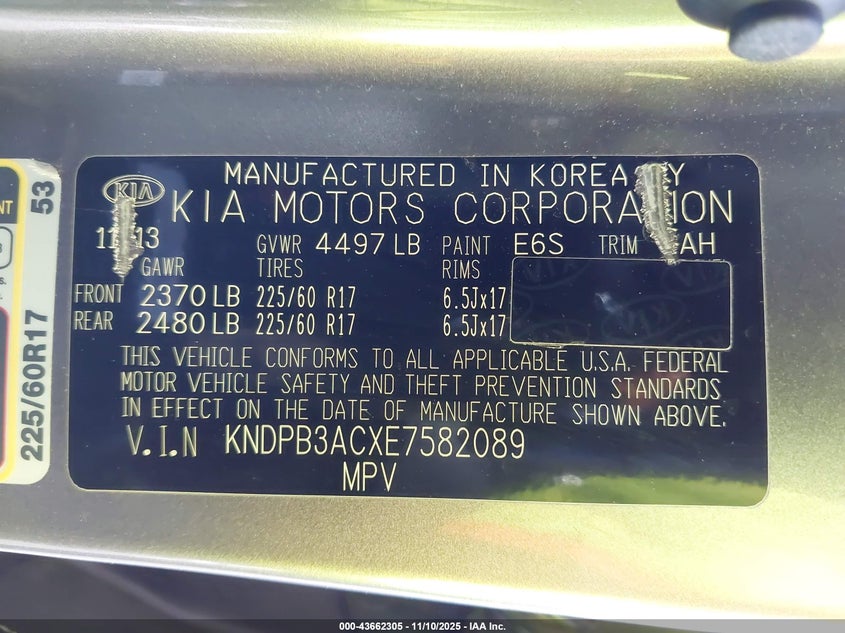 MANUFACTURED IN KOREA BY
KIA
KIA MOTORS CORPORATION
GVWR 4497 LB PAINT E6S TRIM AH
GAWR TIRES RIMS
FRONT 2370 LB 225/60 R17 6.5Jx17
REAR 2480 LB 225/60 R17 6.5Jx17
THIS VEHICLE CONFORMS TO ALL APPLICABLE U.S.A. FEDERAL
MOTOR VEHICLE SAFETY AND THEFT PREVENTION STANDARDS
IN EFFECT ON THE DATE OF MANUFACTURE SHOWN ABOVE.
V.I.N KNDPB3ACXE7582089
MPV
53
225/60R17
000-43662305 - 11/10/2025 - IAA Inc.